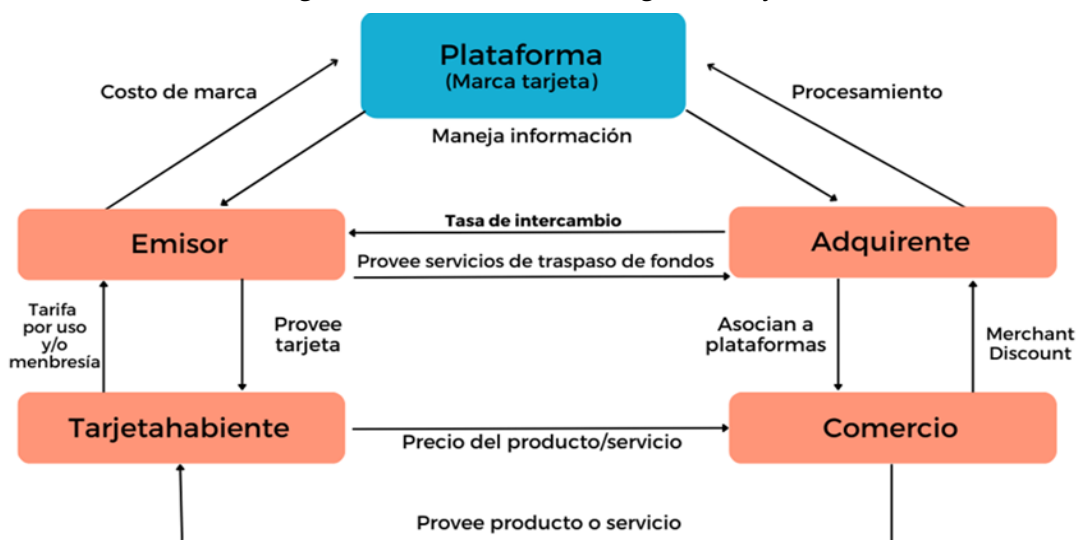 Plataforma
(Marca tarjeta)
Costo de marca
Procesamiento
Maneja información
Emisor
Tasa de intercambio
Adquirente
Provee servicios de traspaso de fondos
Tarifa
por uso
y/o
menbresía
Provee
tarjeta
Asocian a
plataformas
Merchant
Discount
Tarjetahabiente
Precio del producto/servicio
Comercio
Provee producto o servicio